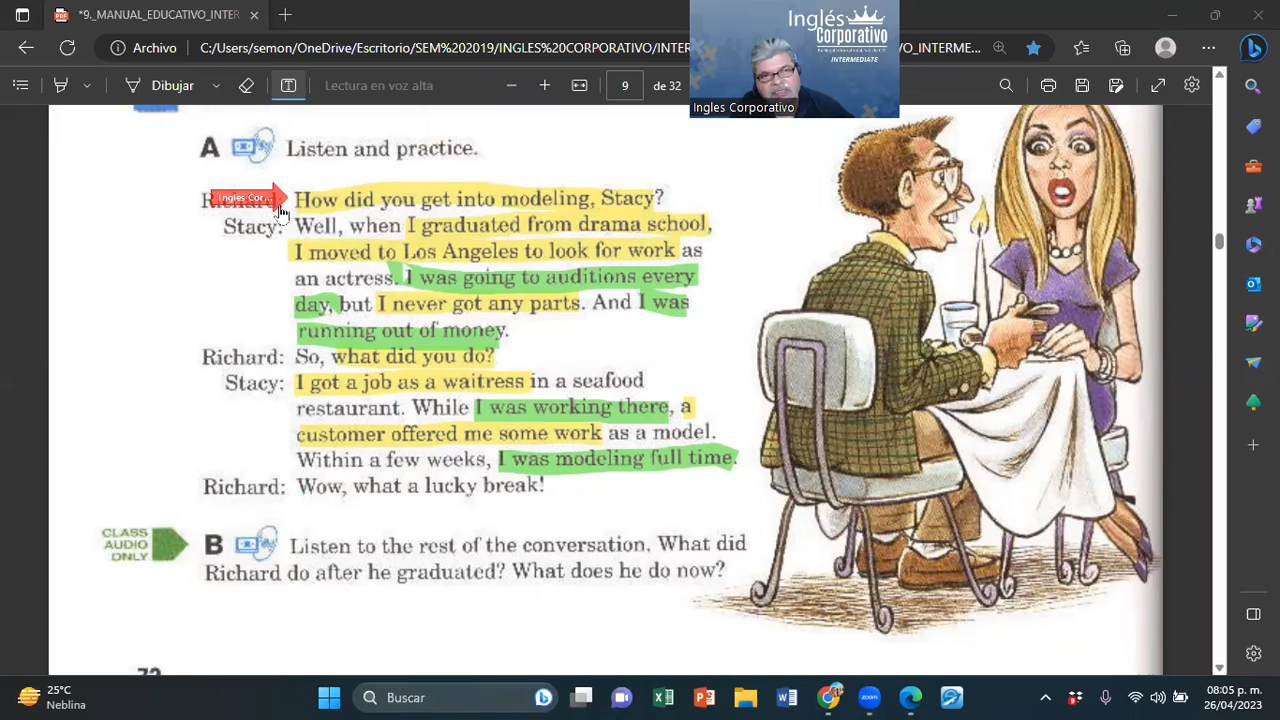 *9. MANUAL_EDUCATIVO_INTER
Archivo C:/Users/semon/OneDrive/Escritorio/SEM%202019/INGLES%20CORPORATIVO/INTER
O_INTERME...
Dibujar
Lectura en voz alta
9 de 32
Inglés
Corporativo
INTERMEDIATE
Ingles Corporativo
A Listen and practice.
Ingles Cor... How did you get into modeling, Stacy?
Stacy: Well, when I graduated from drama school,
I moved to Los Angeles to look for work as
an actress. I was going to auditions every
day, but I never got any parts. And I was
running out of money.
Richard: So, what did you do?
Stacy: I got a job as a waitress in a seafood
restaurant. While I was working there, a
customer offered me some work as a model.
Within a few weeks, I was modeling full time.
Richard: Wow, what a lucky break!
CLASS
AUDIO
ONLY
B Listen to the rest of the conversation. What did
Richard do after he graduated? What does he do now?
25°C
Neblina
Buscar
zoom
08:05 p. m.
26/04/2023